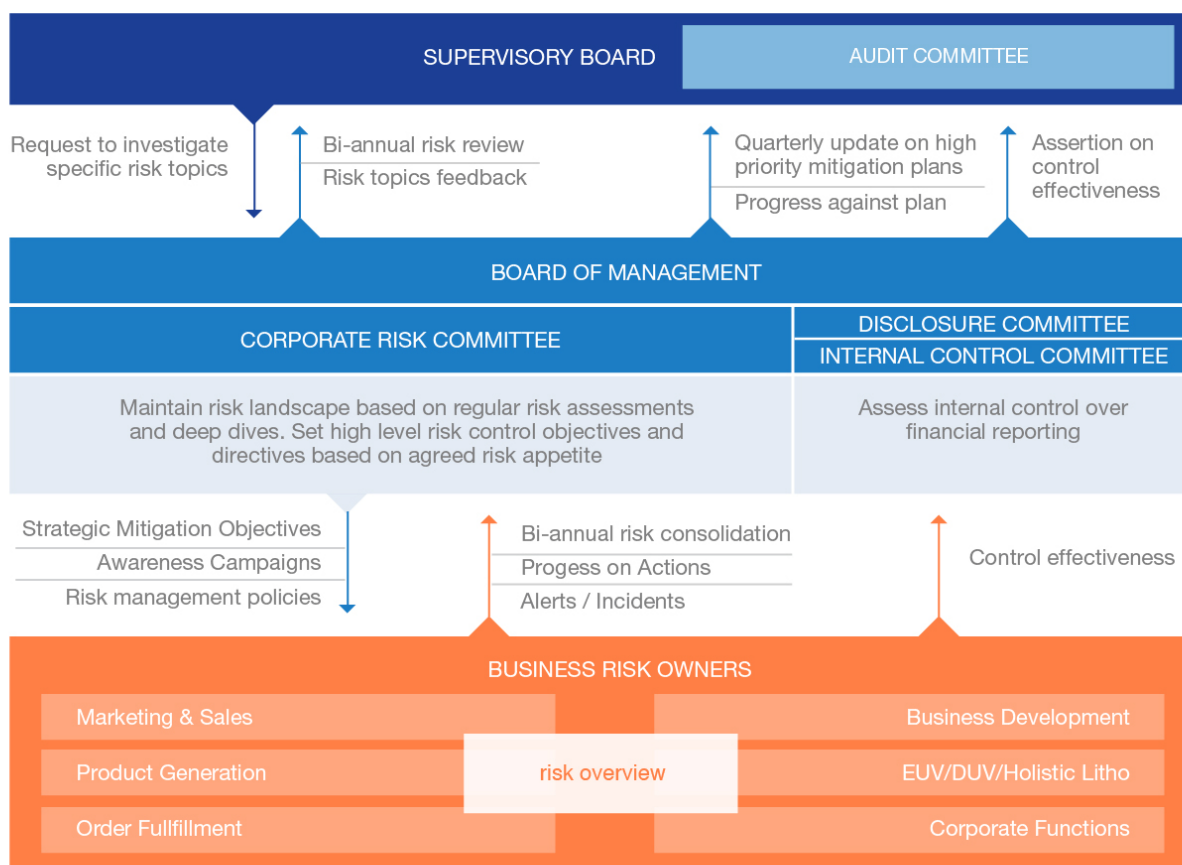 SUPERVISORY BOARD
AUDIT COMMITTEE
Request to investigate
specific risk topics
Bi-annual risk review
Risk topics feedback
Quarterly update on high
priority mitigation plans
Progress against plan
Assertion on
control
effectiveness
BOARD OF MANAGEMENT
CORPORATE RISK COMMITTEE
DISCLOSURE COMMITTEE
INTERNAL CONTROL COMMITTEE
Maintain risk landscape based on regular risk assessments
and deep dives. Set high level risk control objectives and
directives based on agreed risk appetite
Assess internal control over
financial reporting
Strategic Mitigation Objectives
Awareness Campaigns
Risk management policies
Bi-annual risk consolidation
Progess on Actions
Alerts / Incidents
Control effectiveness
BUSINESS RISK OWNERS
Marketing & Sales
Business Development
Product Generation
risk overview
EUV/DUV/Holistic Litho
Order Fullfillment
Corporate Functions